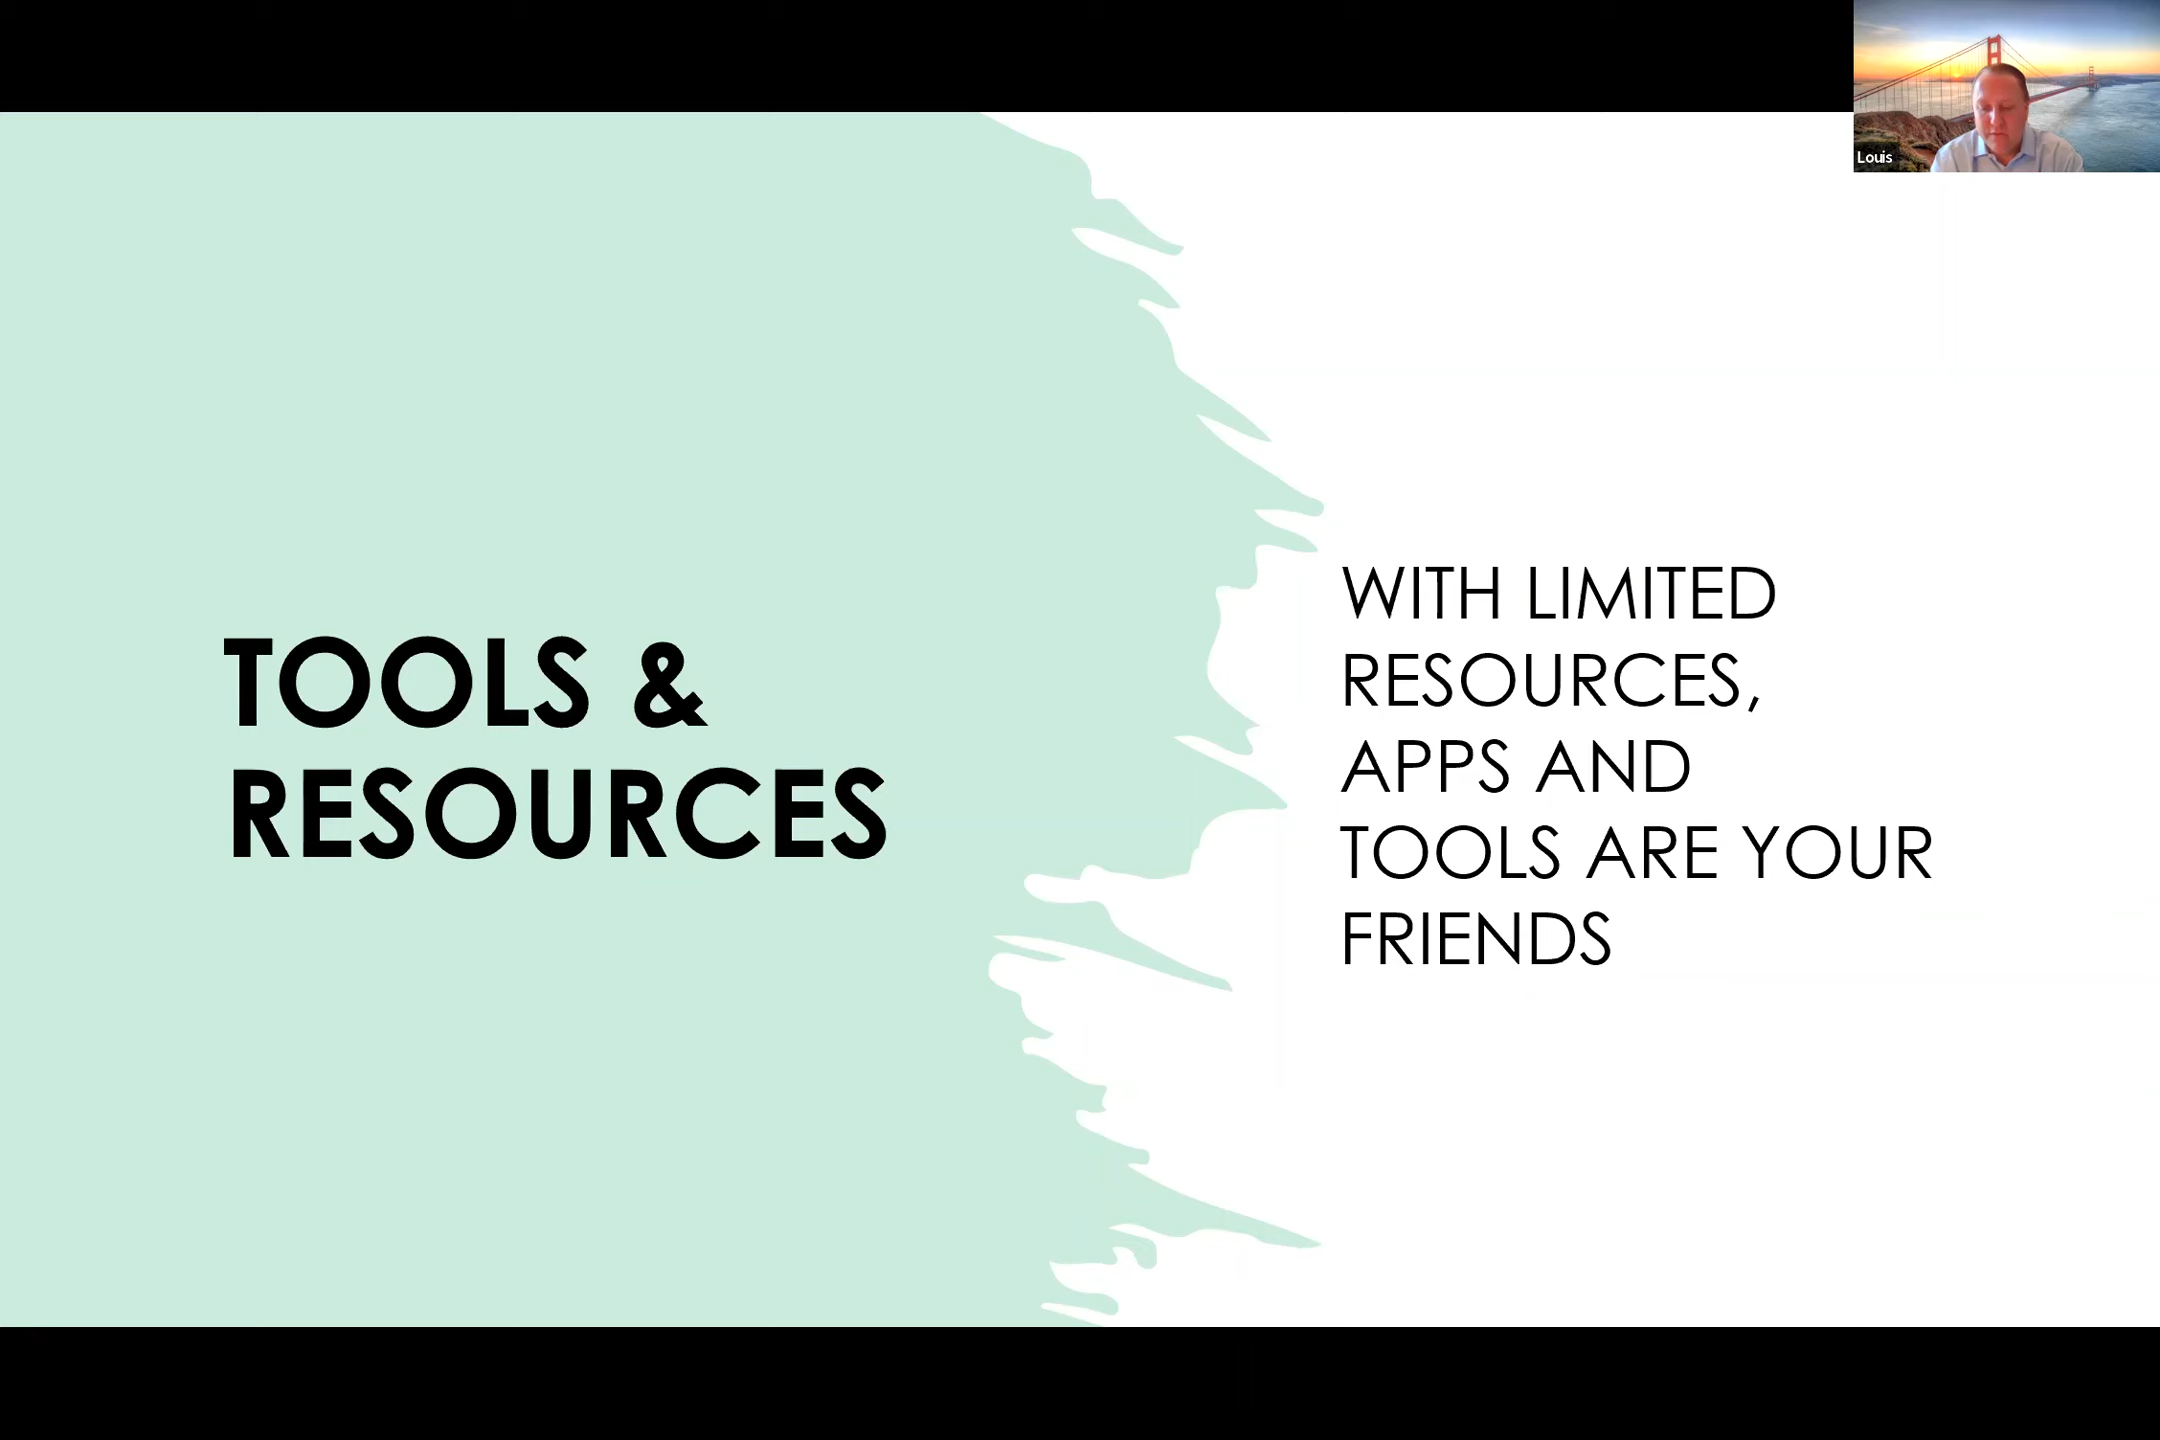 Louis
TOOLS &
RESOURCES
WITH LIMITED
RESOURCES,
APPS AND
TOOLS ARE YOUR
FRIENDS